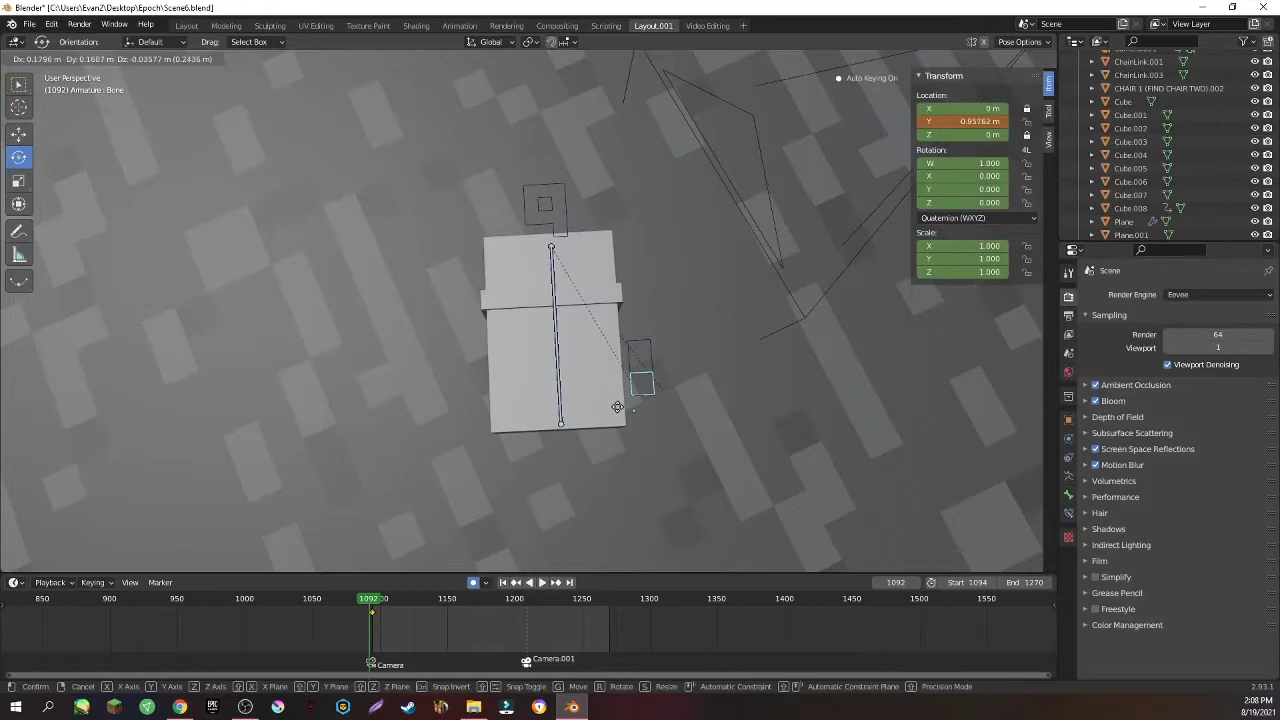 Blender* [C:\Users\EvanZ\Desktop\Epoch\Scene6.blend]
File Edit Render Window Help Layout Modeling Sculpting UV Editing Texture Paint Shading Animation Rendering Compositing Scripting Layout.001 Video Editing + Scene View Layer
Orientation: Default Drag: Select Box Global X Pose Options
Dx: 0.1796 m Dy: 0.1607 m Dz: -0.03577 m (0.2436 m)
User Perspective
(1092) Armature : Bone
Auto Keying On
Transform
Location:
X 0 m
Y 0.95762 m
Z 0 m
Rotation: 4L
W 1.000
X 0.000
Y 0.000
Z 0.000
Quaternion (WXYZ)
Scale:
X 1.000
Y 1.000
Z 1.000
Item
Tool
View
ChainLink.001
ChainLink.003
CHAIR 1 (FIND CHAIR TWO).002
Cube
Cube.001
Cube.002
Cube.003
Cube.004
Cube.005
Cube.006
Cube.007
Cube.008
Plane
Plane.001
Scene
Render Engine Eevee
Sampling
Render 64
Viewport 1
Viewport Denoising
Ambient Occlusion
Bloom
Depth of Field
Subsurface Scattering
Screen Space Reflections
Motion Blur
Volumetrics
Performance
Hair
Shadows
Indirect Lighting
Film
Simplify
Grease Pencil
Freestyle
Color Management
Playback Keying View Marker 1092 Start 1094 End 1270
850 900 950 1000 1050 1092 1150 1200 1250 1300 1350 1400 1450 1500 1550
Camera Camera.001
Confirm Cancel X X Axis Y Y Axis Z Z Axis X X Plane Y Y Plane Z Z Plane Snap Invert Snap Toggle G Move R Rotate S Resize Automatic Constraint Automatic Constraint Plane Precision Mode 2.93.1
EPIC
2:08 PM
8/19/2021